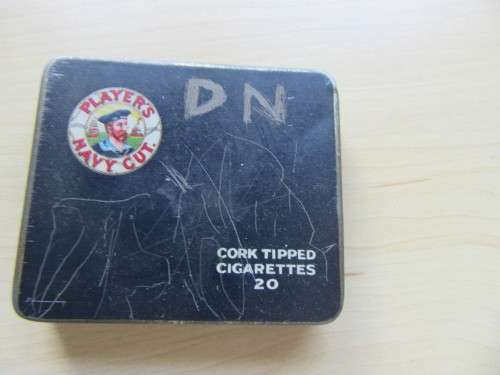 PLAYER'S
NAVY CUT.
DN
CORK TIPPED
CIGARETTES
20